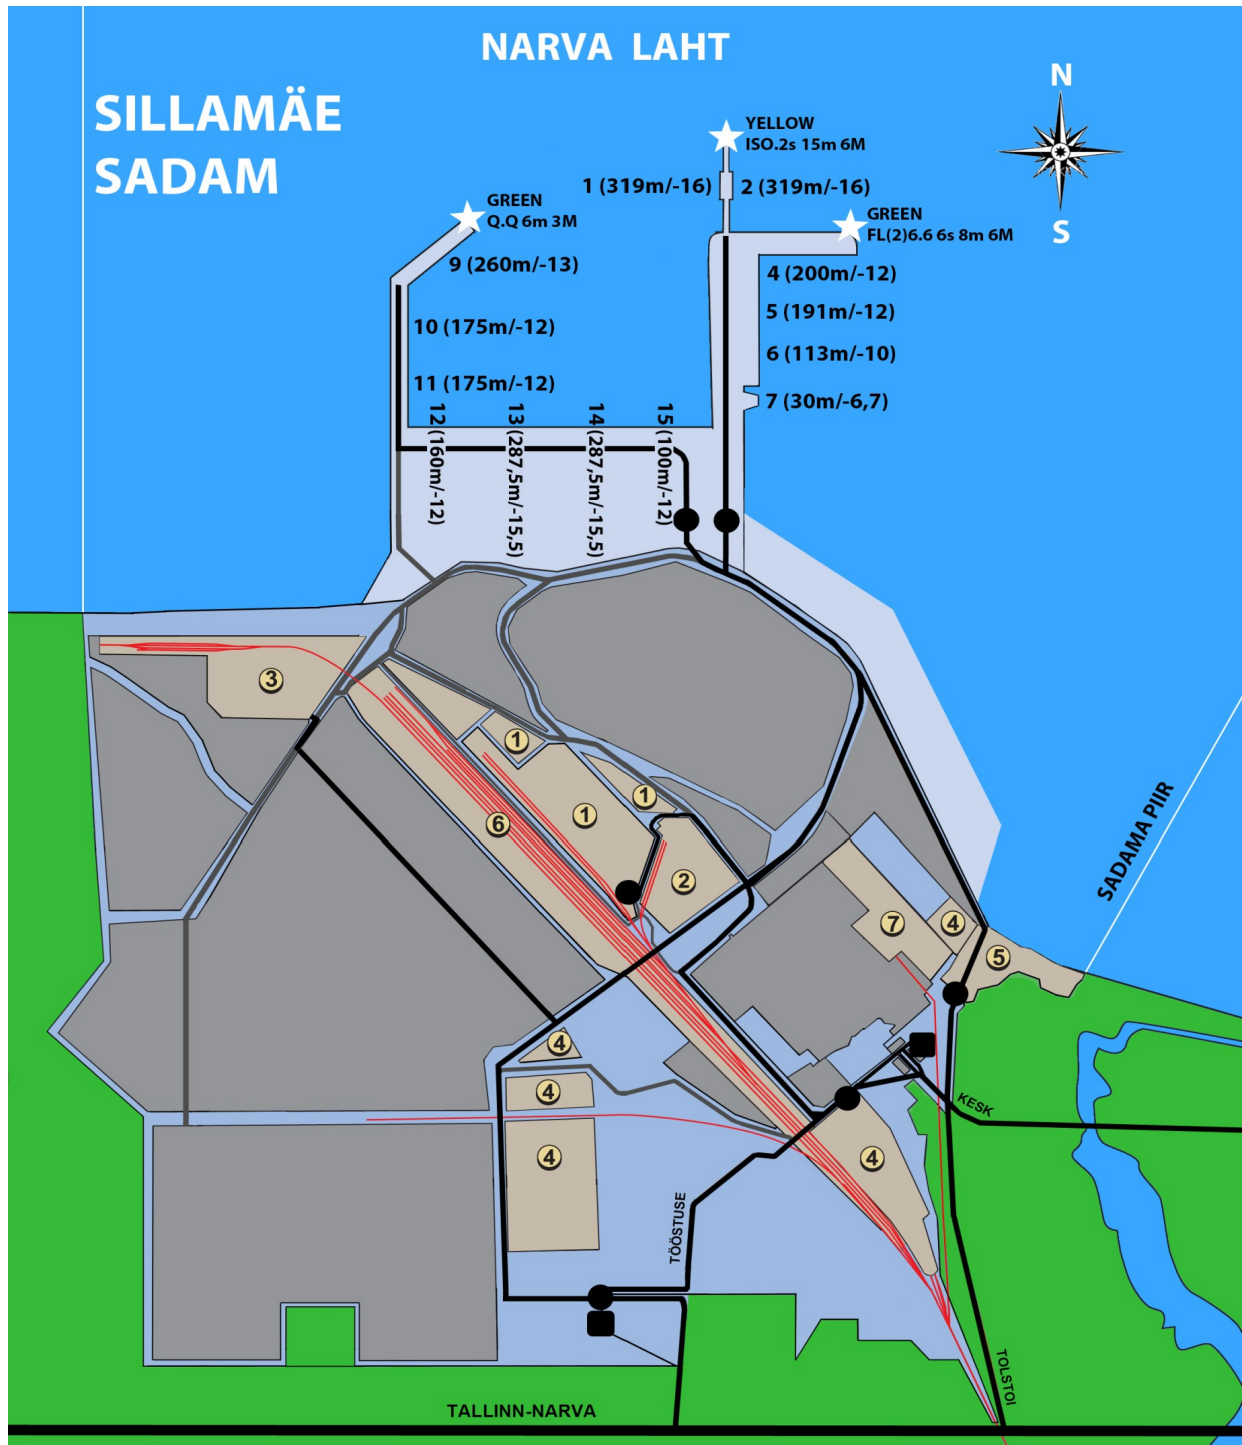 NARVA LAHT
SILLAMÄE
SADAM
N
S
YELLOW
ISO.2s 15m 6M
1 (319m/-16)
2 (319m/-16)
GREEN
Q.Q 6m 3M
GREEN
FL(2)6.6 6s 8m 6M
9 (260m/-13)
4 (200m/-12)
5 (191m/-12)
10 (175m/-12)
6 (113m/-10)
11 (175m/-12)
7 (30m/-6,7)
12 (160m/-12)
13 (287,5m/-15,5)
14 (287,5m/-15,5)
15 (100m/-12)
3
1
1
1
6
2
7
4
5
SADAMA PIIR
4
4
4
4
KESK
TÖÖSTUSE
TOLSTOI
TALLINN-NARVA